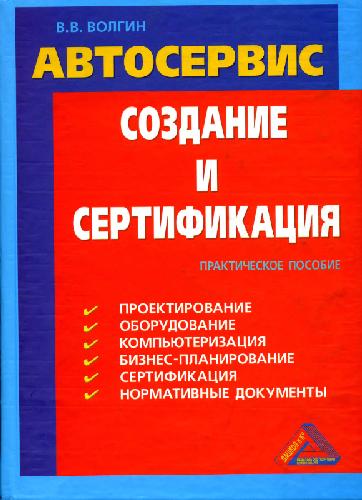 В.В. ВОЛГИН
АВТОСЕРВИС
СОЗДАНИЕ
И
СЕРТИФИКАЦИЯ
ПРАКТИЧЕСКОЕ ПОСОБИЕ
ПРОЕКТИРОВАНИЕ
ОБОРУДОВАНИЕ
КОМПЬЮТЕРИЗАЦИЯ
БИЗНЕС-ПЛАНИРОВАНИЕ
СЕРТИФИКАЦИЯ
НОРМАТИВНЫЕ ДОКУМЕНТЫ